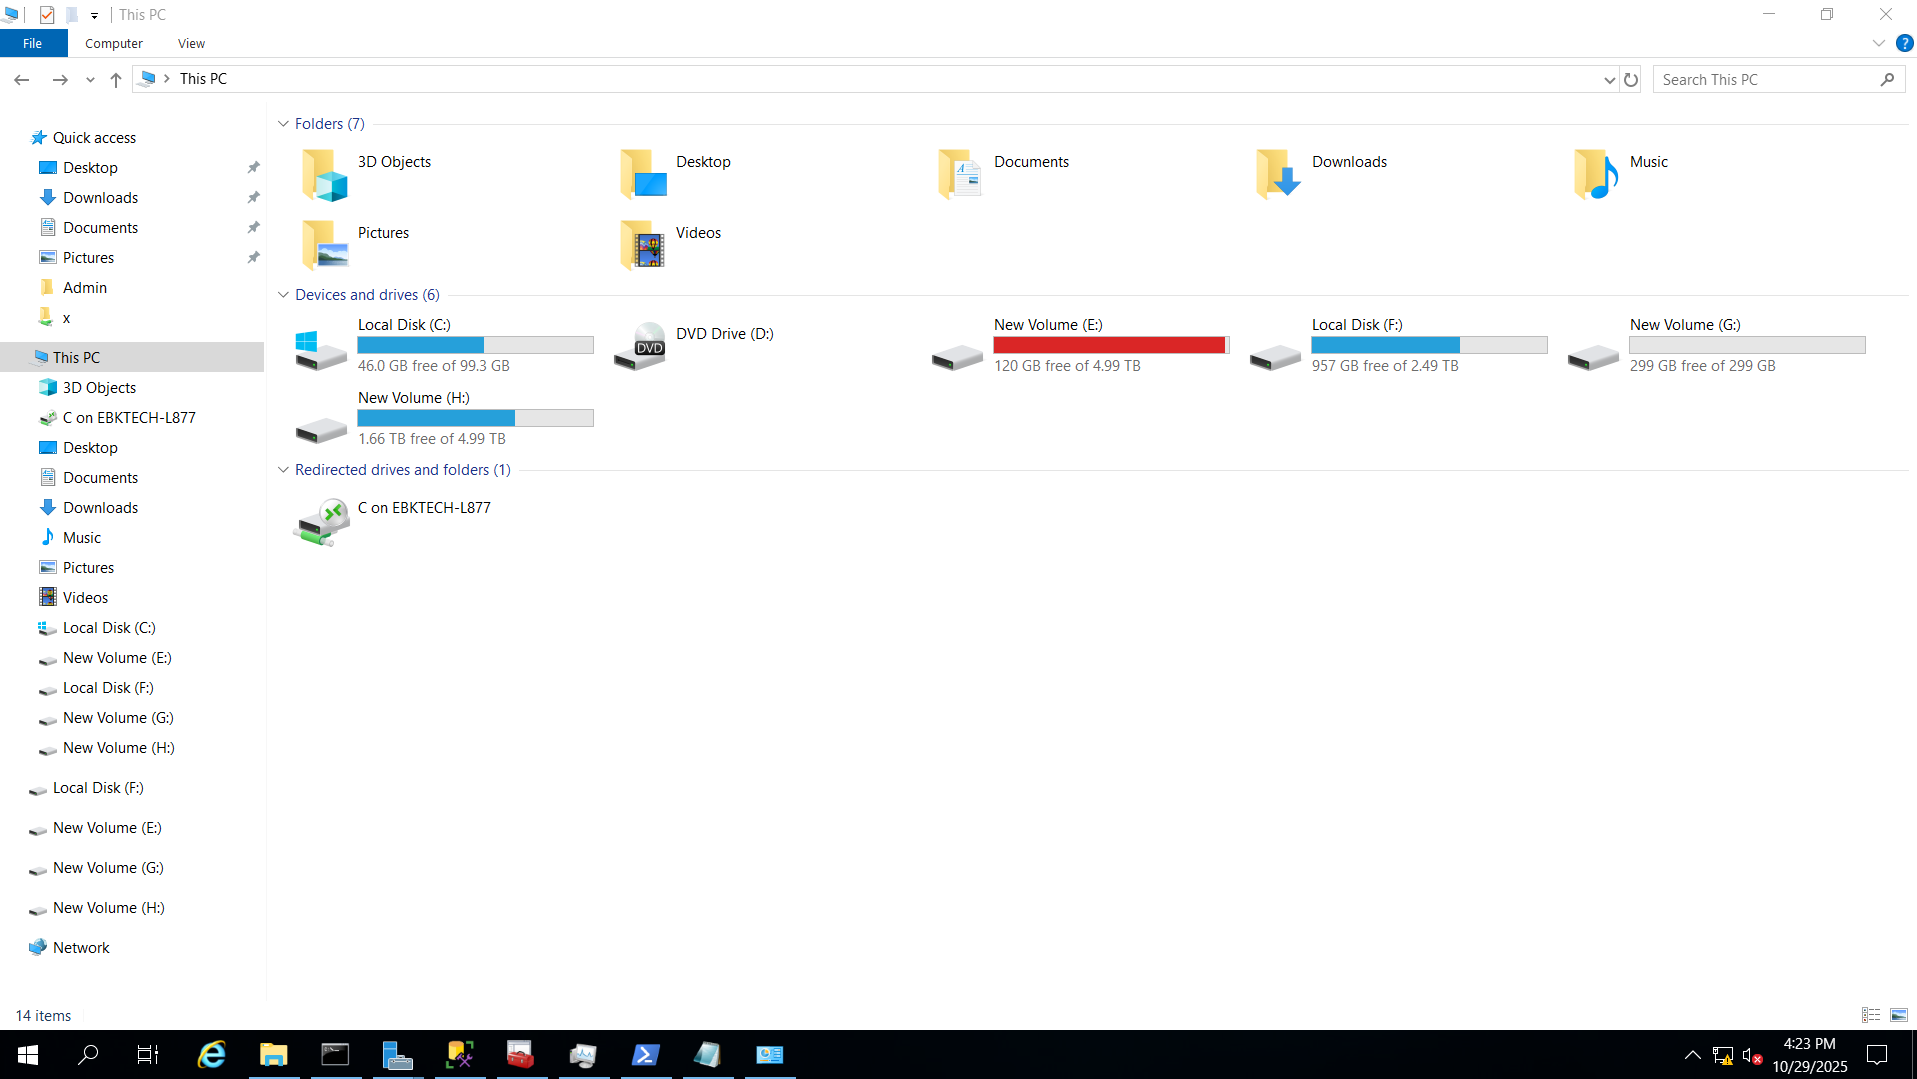 This PC
File
Computer
View
This PC
Search This PC
Quick access
Desktop
Downloads
Documents
Pictures
Admin
x
This PC
3D Objects
C on EBKTECH-L877
Desktop
Documents
Downloads
Music
Pictures
Videos
Local Disk (C:)
New Volume (E:)
Local Disk (F:)
New Volume (G:)
New Volume (H:)
Local Disk (F:)
New Volume (E:)
New Volume (G:)
New Volume (H:)
Network
Folders (7)
3D Objects
Desktop
Documents
Downloads
Music
Pictures
Videos
Devices and drives (6)
Local Disk (C:)
46.0 GB free of 99.3 GB
DVD
DVD Drive (D:)
New Volume (E:)
120 GB free of 4.99 TB
Local Disk (F:)
957 GB free of 2.49 TB
New Volume (G:)
299 GB free of 299 GB
New Volume (H:)
1.66 TB free of 4.99 TB
Redirected drives and folders (1)
C on EBKTECH-L877
14 items
4:23 PM
10/29/2025